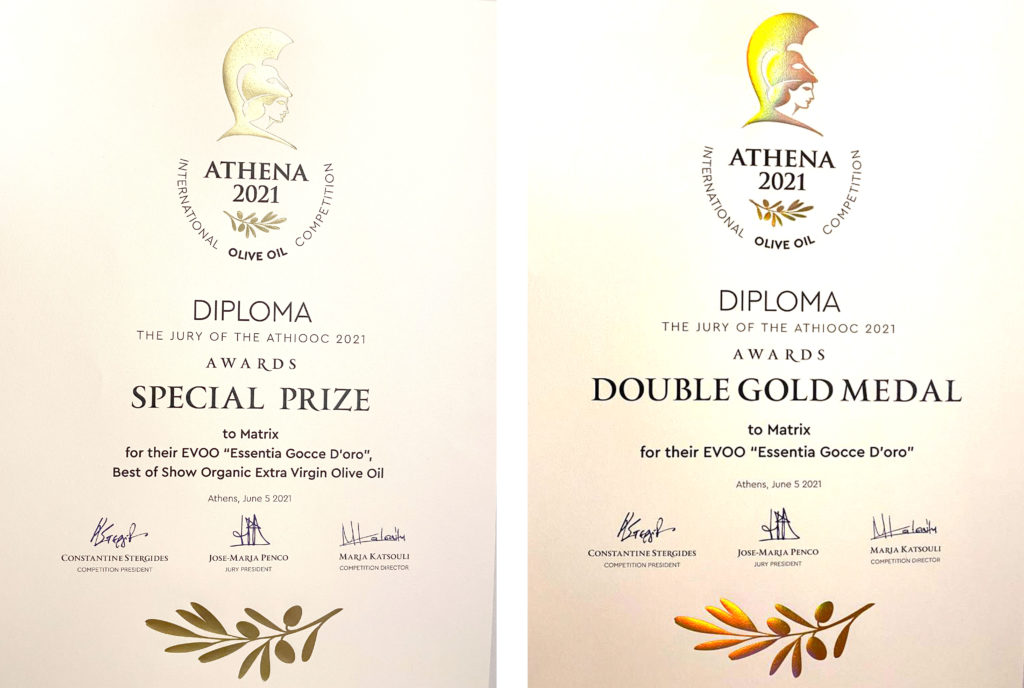 ATHENA
2021
INTERNATIONAL
OLIVE OIL
COMPETITION
DIPLOMA
THE JURY OF THE ATHIOOC 2021
AWARDS
SPECIAL PRIZE
to Matrix
for their EVOO “Essentia Gocce D’oro”,
Best of Show Organic Extra Virgin Olive Oil
Athens, June 5 2021
CONSTANTINE STERGIDES
COMPETITION PRESIDENT
JOSE-MARIA PENCO
JURY PRESIDENT
MARIA KATSOULI
COMPETITION DIRECTOR
ATHENA
2021
INTERNATIONAL
OLIVE OIL
COMPETITION
DIPLOMA
THE JURY OF THE ATHIOOC 2021
AWARDS
DOUBLE GOLD MEDAL
to Matrix
for their EVOO “Essentia Gocce D’oro”
Athens, June 5 2021
CONSTANTINE STERGIDES
COMPETITION PRESIDENT
JOSE-MARIA PENCO
JURY PRESIDENT
MARIA KATSOULI
COMPETITION DIRECTOR